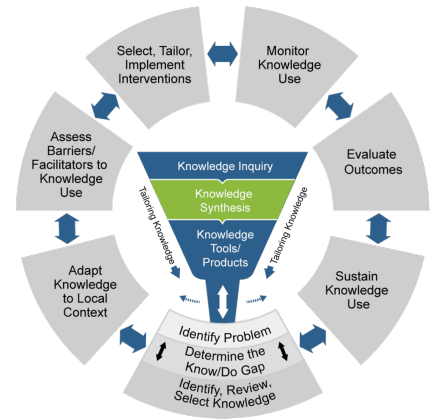 Select, Tailor,
Implement
Interventions
Monitor
Knowledge
Use
Assess
Barriers/
Facilitators to
Knowledge
Use
Evaluate
Outcomes
Knowledge Inquiry
Knowledge
Synthesis
Knowledge
Tools/
Products
Tailoring Knowledge
Tailoring Knowledge
Adapt
Knowledge
to Local
Context
Sustain
Knowledge
Use
Identify Problem
Determine the
Know/Do Gap
Identify, Review,
Select Knowledge